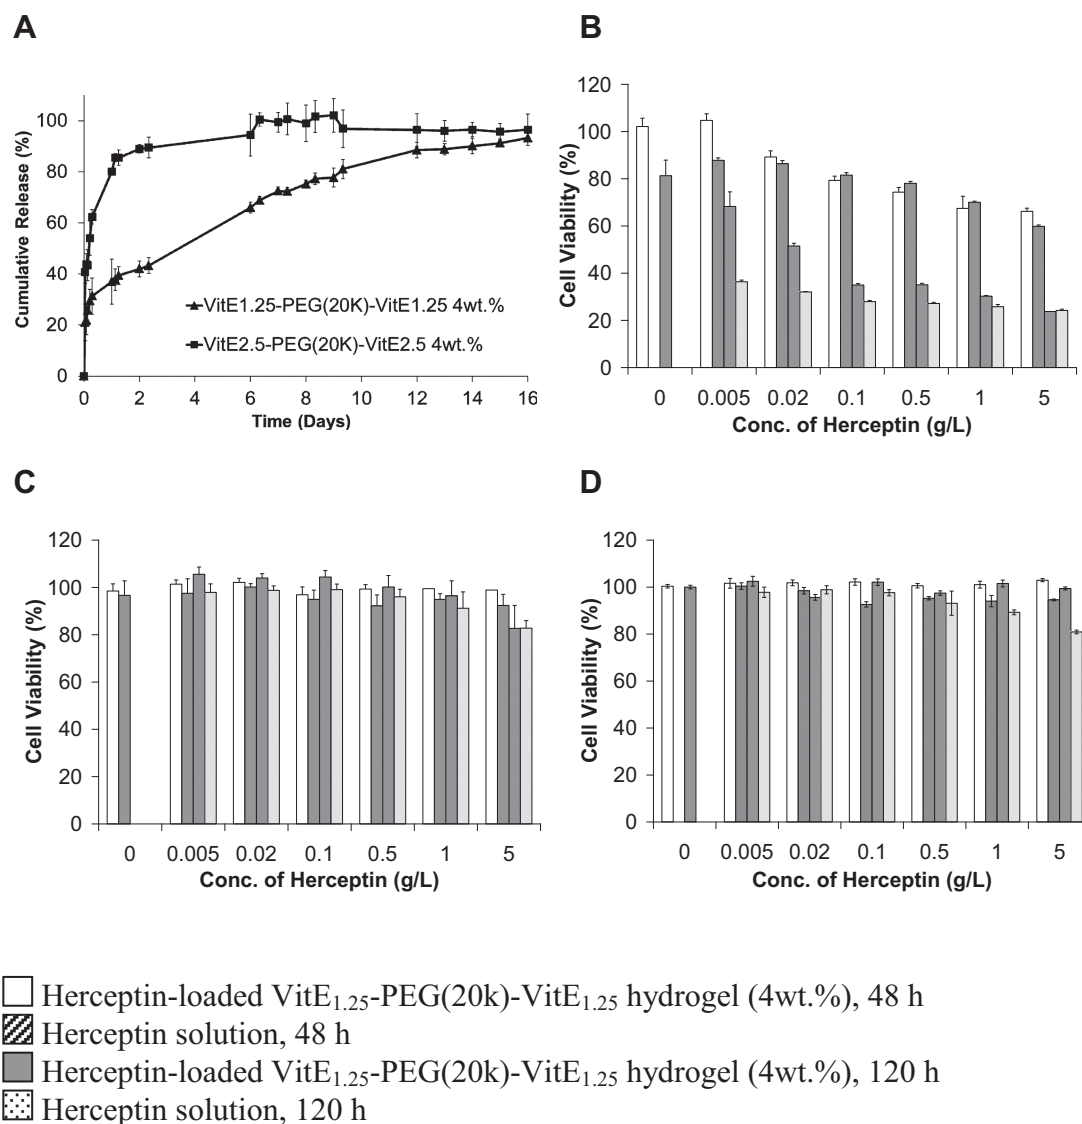 A
Cumulative Release (%)
100
80
60
40
20
0
0 2 4 6 8 10 12 14 16
Time (Days)
VitE1.25-PEG(20K)-VitE1.25 4wt.%
VitE2.5-PEG(20K)-VitE2.5 4wt.%
B
Cell Viability (%)
120
100
80
60
40
20
0
0 0.005 0.02 0.1 0.5 1 5
Conc. of Herceptin (g/L)
C
Cell Viability (%)
120
100
80
60
40
20
0
0 0.005 0.02 0.1 0.5 1 5
Conc. of Herceptin (g/L)
D
Cell Viability (%)
120
100
80
60
40
20
0
0 0.005 0.02 0.1 0.5 1 5
Conc. of Herceptin (g/L)
Herceptin-loaded VitE1.25-PEG(20k)-VitE1.25 hydrogel (4wt.%), 48 h
Herceptin solution, 48 h
Herceptin-loaded VitE1.25-PEG(20k)-VitE1.25 hydrogel (4wt.%), 120 h
Herceptin solution, 120 h